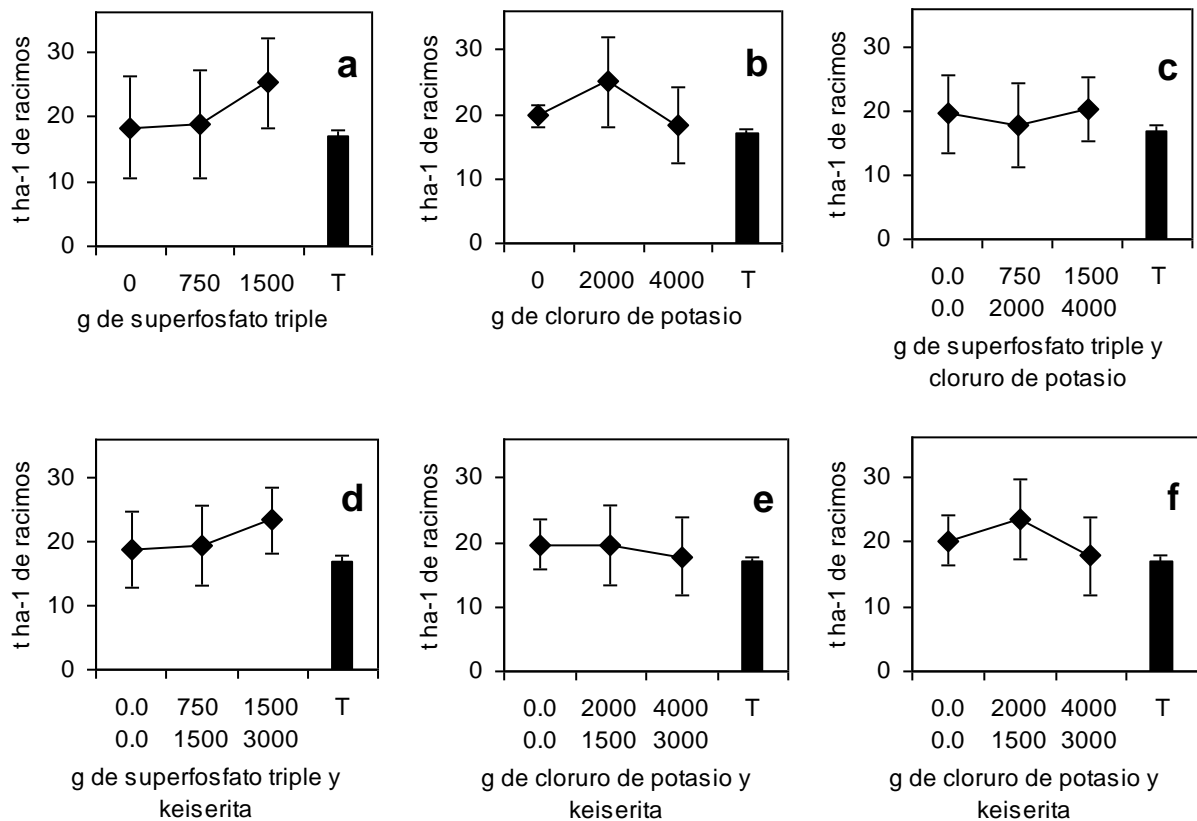 t ha-1 de racimos
30
20
10
0
a
0 750 1500 T
g de superfosfato triple
t ha-1 de racimos
30
20
10
0
b
0 2000 4000 T
g de cloruro de potasio
t ha-1 de racimos
30
20
10
0
c
0.0 750 1500 T
0.0 2000 4000
g de superfosfato triple y
cloruro de potasio
t ha-1 de racimos
30
20
10
0
d
0.0 750 1500 T
0.0 1500 3000
g de superfosfato triple y
keiserita
t ha-1 de racimos
30
20
10
0
e
0.0 2000 4000 T
0.0 1500 3000
g de cloruro de potasio y
keiserita
t ha-1 de racimos
30
20
10
0
f
0.0 2000 4000 T
0.0 1500 3000
g de cloruro de potasio y
keiserita